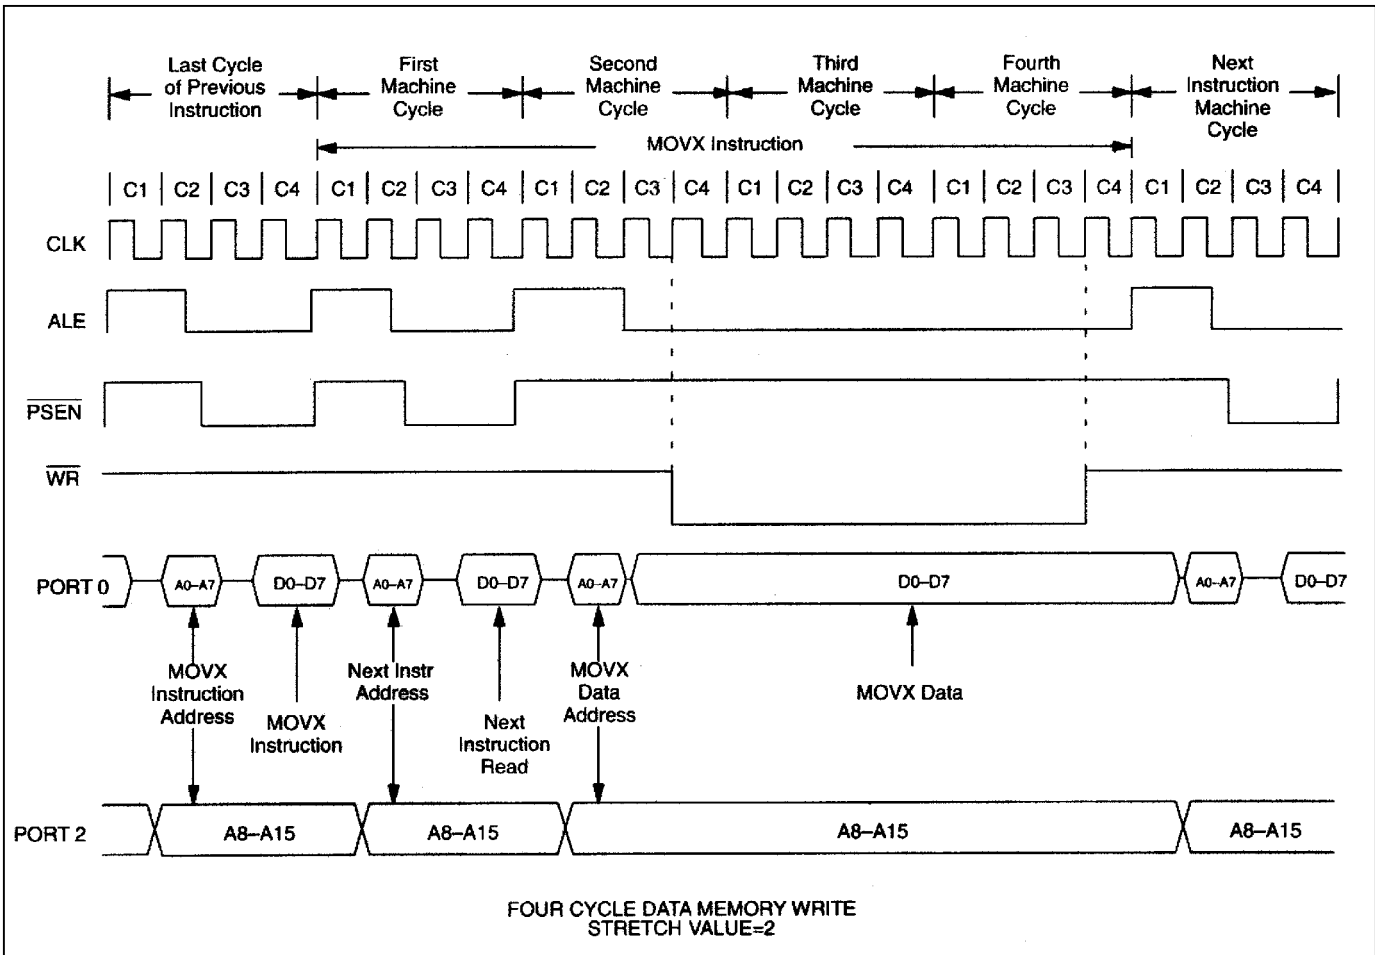 Last Cycle
of Previous
Instruction
First
Machine
Cycle
Second
Machine
Cycle
Third
Machine
Cycle
Fourth
Machine
Cycle
Next
Instruction
Machine
Cycle
MOVX Instruction
C1 C2 C3 C4 C1 C2 C3 C4 C1 C2 C3 C4 C1 C2 C3 C4 C1 C2 C3 C4 C1 C2 C3 C4
CLK
ALE
PSEN
WR
PORT 0 A0–A7 D0–D7 A0–A7 D0–D7 A0–A7 D0–D7 A0–A7 D0–D7
MOVX
Instruction
Address
MOVX
Instruction
Next Instr
Address
Next
Instruction
Read
MOVX
Data
Address
MOVX Data
PORT 2 A8–A15 A8–A15 A8–A15 A8–A15
FOUR CYCLE DATA MEMORY WRITE
STRETCH VALUE=2